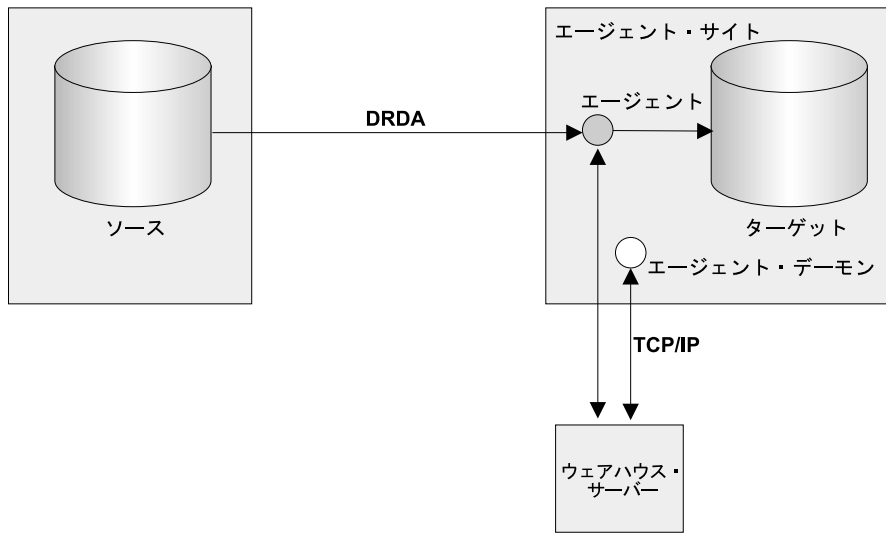 エージェント・サイト
エージェント
DRDA
ソース
ターゲット
エージェント・デーモン
TCP/IP
ウェアハウス・
サーバー